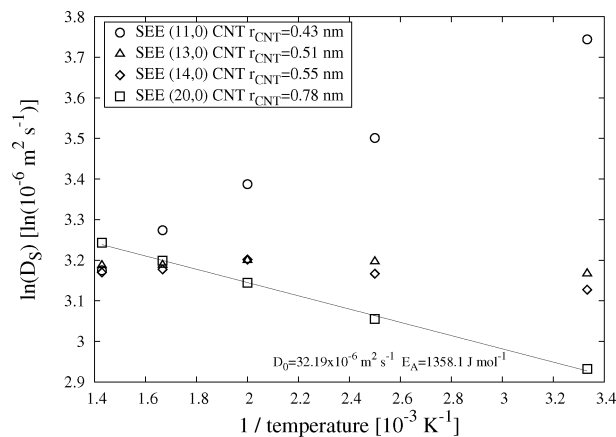 3.8
3.7
3.6
3.5
3.4
3.3
3.2
3.1
3
2.9
ln(D_S) [ln(10^-6 m^2 s^-1)]
SEE (11,0) CNT r_CNT=0.43 nm
SEE (13,0) CNT r_CNT=0.51 nm
SEE (14,0) CNT r_CNT=0.55 nm
SEE (20,0) CNT r_CNT=0.78 nm
D_0=32.19x10^-6 m^2 s^-1 E_A=1358.1 J mol^-1
1.4 1.6 1.8 2 2.2 2.4 2.6 2.8 3 3.2 3.4
1 / temperature [10^-3 K^-1]